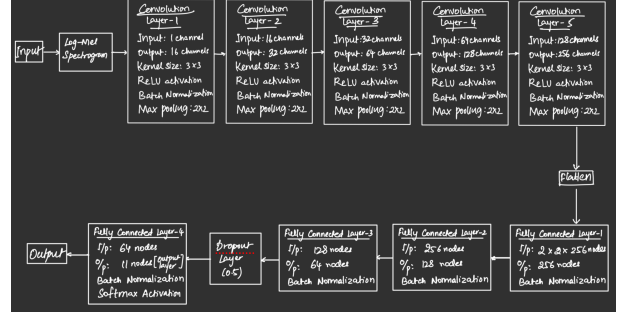 Input
Log-Mel
Spectrogram
Convolution
Layer-1
Input: 1 channel
Output: 16 channels
Kernel size: 3x3
ReLU activation
Batch Normalization
Max pooling: 2x2
Convolution
Layer-2
Input: 16 channels
Output: 32 channels
Kernel size: 3x3
ReLU activation
Batch Normalization
Max pooling: 2x2
Convolution
Layer-3
Input: 32 channels
Output: 64 channels
Kernel size: 3x3
ReLU activation
Batch Normalization
Max pooling: 2x2
Convolution
Layer-4
Input: 64 channels
Output: 128 channels
Kernel size: 3x3
ReLU activation
Batch Normalization
Max pooling: 2x2
Convolution
Layer-5
Input: 128 channels
Output: 256 channels
Kernel size: 3x3
ReLU activation
Batch Normalization
Max pooling: 2x2
Flatten
Fully Connected Layer-1
I/p: 2 x 2 x 256 nodes
O/p: 256 nodes
Batch Normalization
Fully Connected Layer-2
I/p: 256 nodes
O/p: 128 nodes
Batch Normalization
Fully Connected Layer-3
I/p: 128 nodes
O/p: 64 nodes
Batch Normalization
Dropout
Layer
(0.5)
Fully Connected Layer-4
I/p: 64 nodes
O/p: 11 nodes [output layer]
Batch Normalization
Softmax Activation
Output